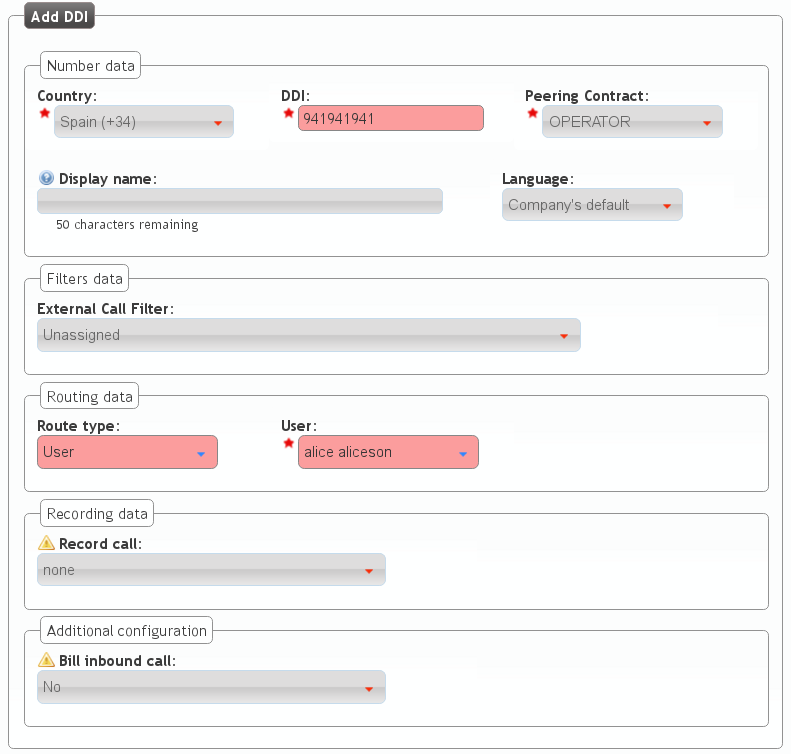 Add DDI
Number data
Country: DDI: Peering Contract:
Spain (+34) 941941941 OPERATOR
Display name: Language:
Company's default
50 characters remaining
Filters data
External Call Filter:
Unassigned
Routing data
Route type: User:
User alice aliceson
Recording data
Record call:
none
Additional configuration
Bill inbound call:
No